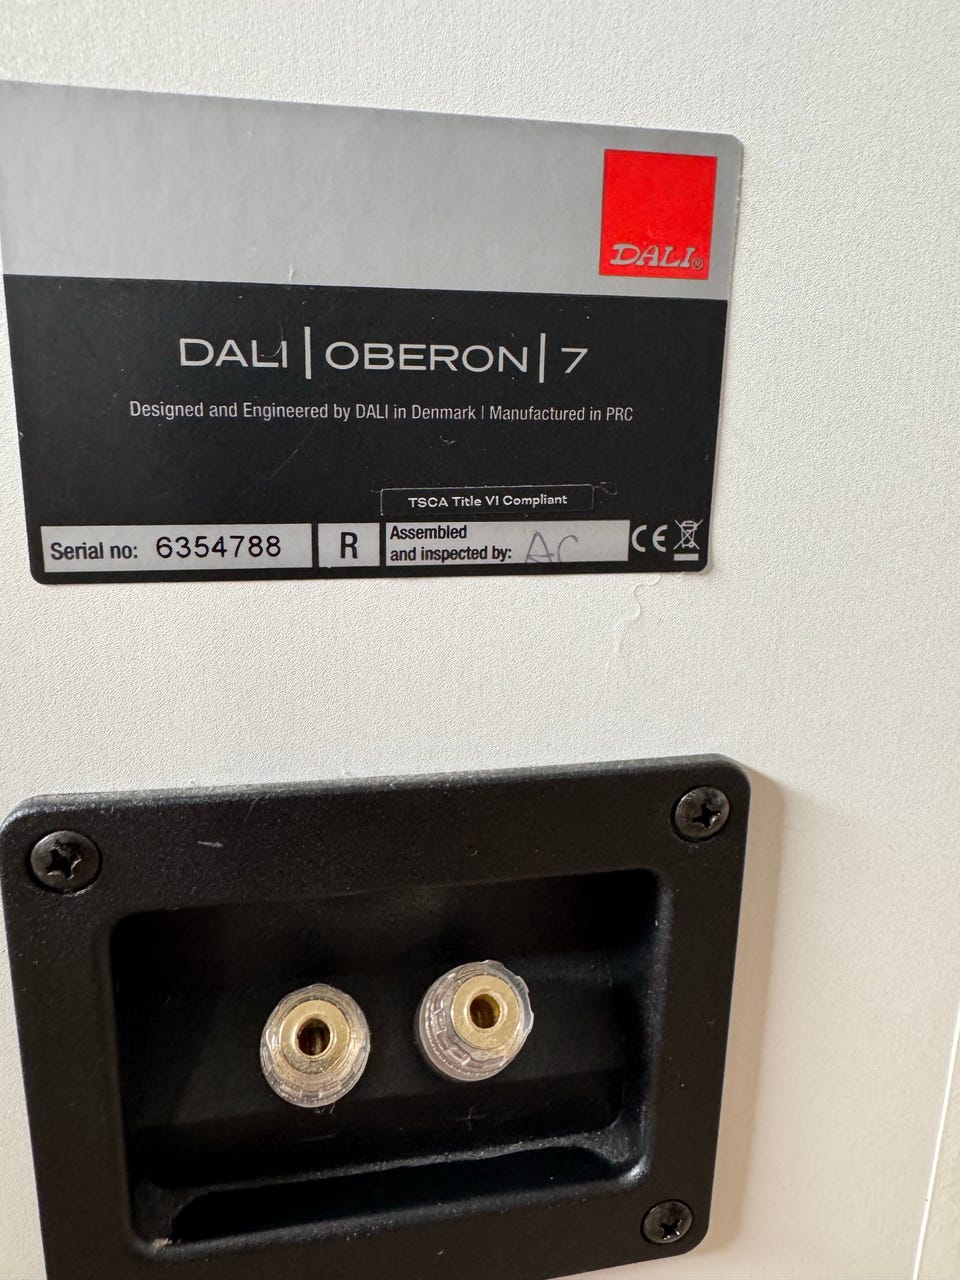 DALI®
DALI | OBERON | 7
Designed and Engineered by DALI in Denmark | Manufactured in PRC
TSCA Title VI Compliant
Serial no: 6354788
R
Assembled
and inspected by: AC
CE
- +